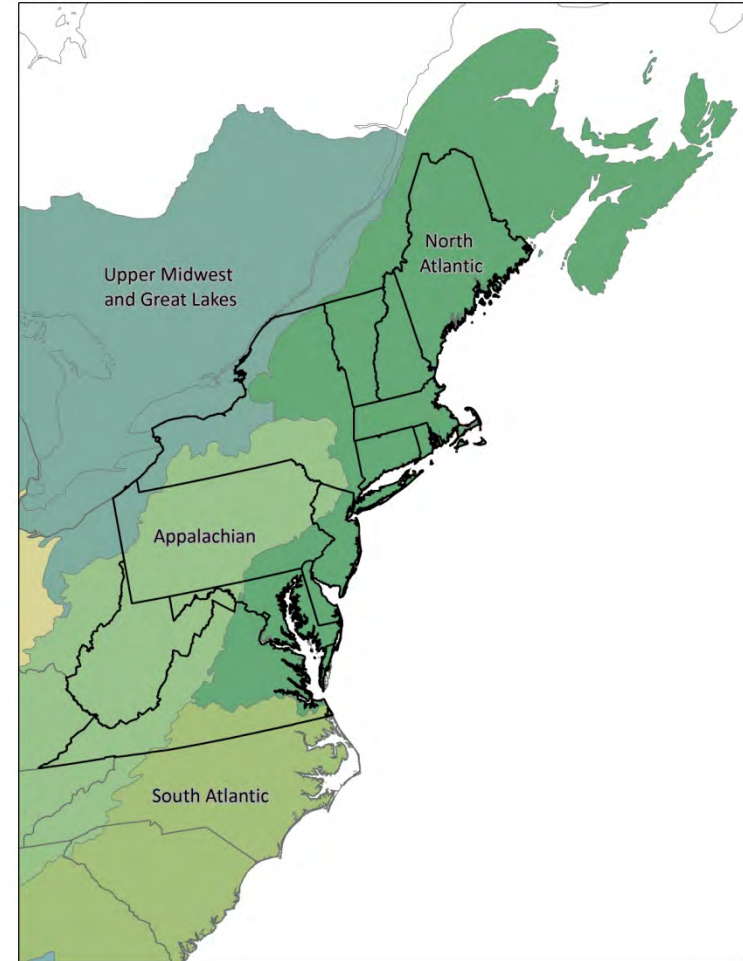 North
Atlantic
Upper Midwest
and Great Lakes
Appalachian
South Atlantic